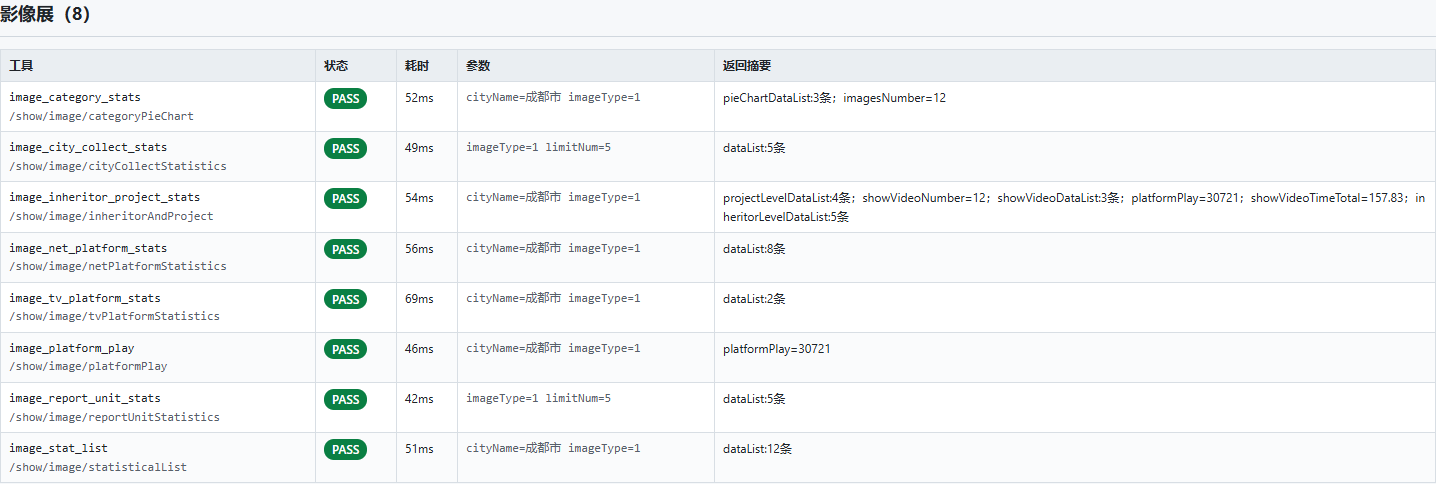 影像展（8）
工具 状态 耗时 参数 返回摘要
image_category_stats PASS 52ms cityName=成都市 imageType=1 pieChartDataList:3条；imagesNumber=12
/show/image/categoryPieChart
image_city_collect_stats PASS 49ms imageType=1 limitNum=5 dataList:5条
/show/image/cityCollectStatistics
image_inheritor_project_stats PASS 54ms cityName=成都市 imageType=1 projectLevelDataList:4条；showVideoNumber=12；showVideoDataList:3条；platformPlay=30721；showVideoTimeTotal=157.83；in
/show/image/inheritorAndProject heritorLevelDataList:5条
image_net_platform_stats PASS 56ms cityName=成都市 imageType=1 dataList:8条
/show/image/netPlatformStatistics
image_tv_platform_stats PASS 69ms cityName=成都市 imageType=1 dataList:2条
/show/image/tvPlatformStatistics
image_platform_play PASS 46ms cityName=成都市 imageType=1 platformPlay=30721
/show/image/platformPlay
image_report_unit_stats PASS 42ms imageType=1 limitNum=5 dataList:5条
/show/image/reportUnitStatistics
image_stat_list PASS 51ms cityName=成都市 imageType=1 dataList:12条
/show/image/statisticalList